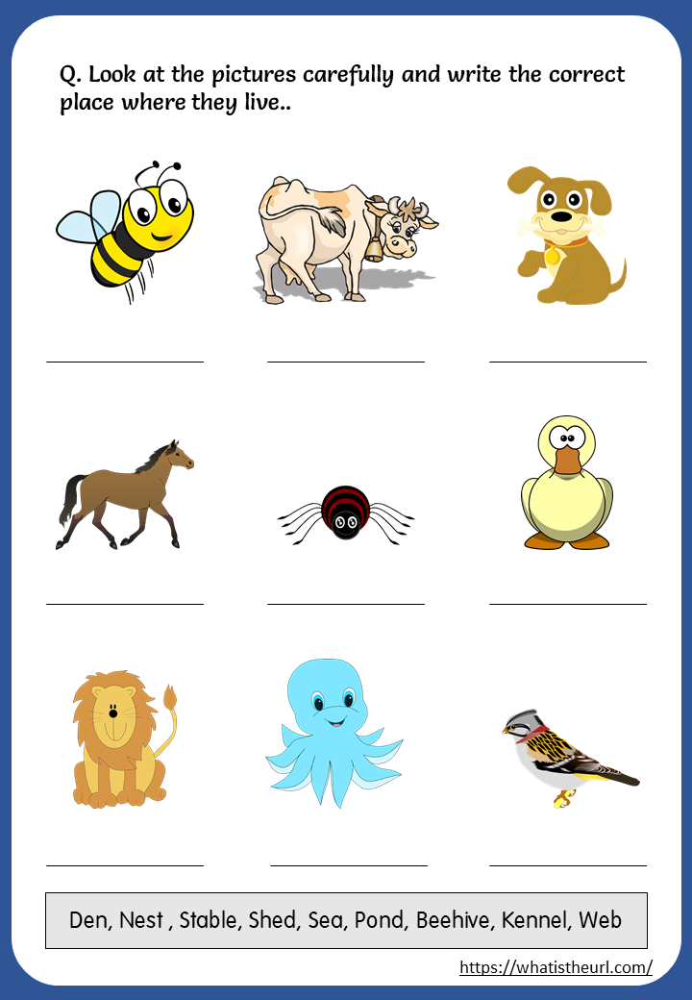 Q. Look at the pictures carefully and write the correct
place where they live..
Den, Nest , Stable, Shed, Sea, Pond, Beehive, Kennel, Web
https://whatistheurl.com/